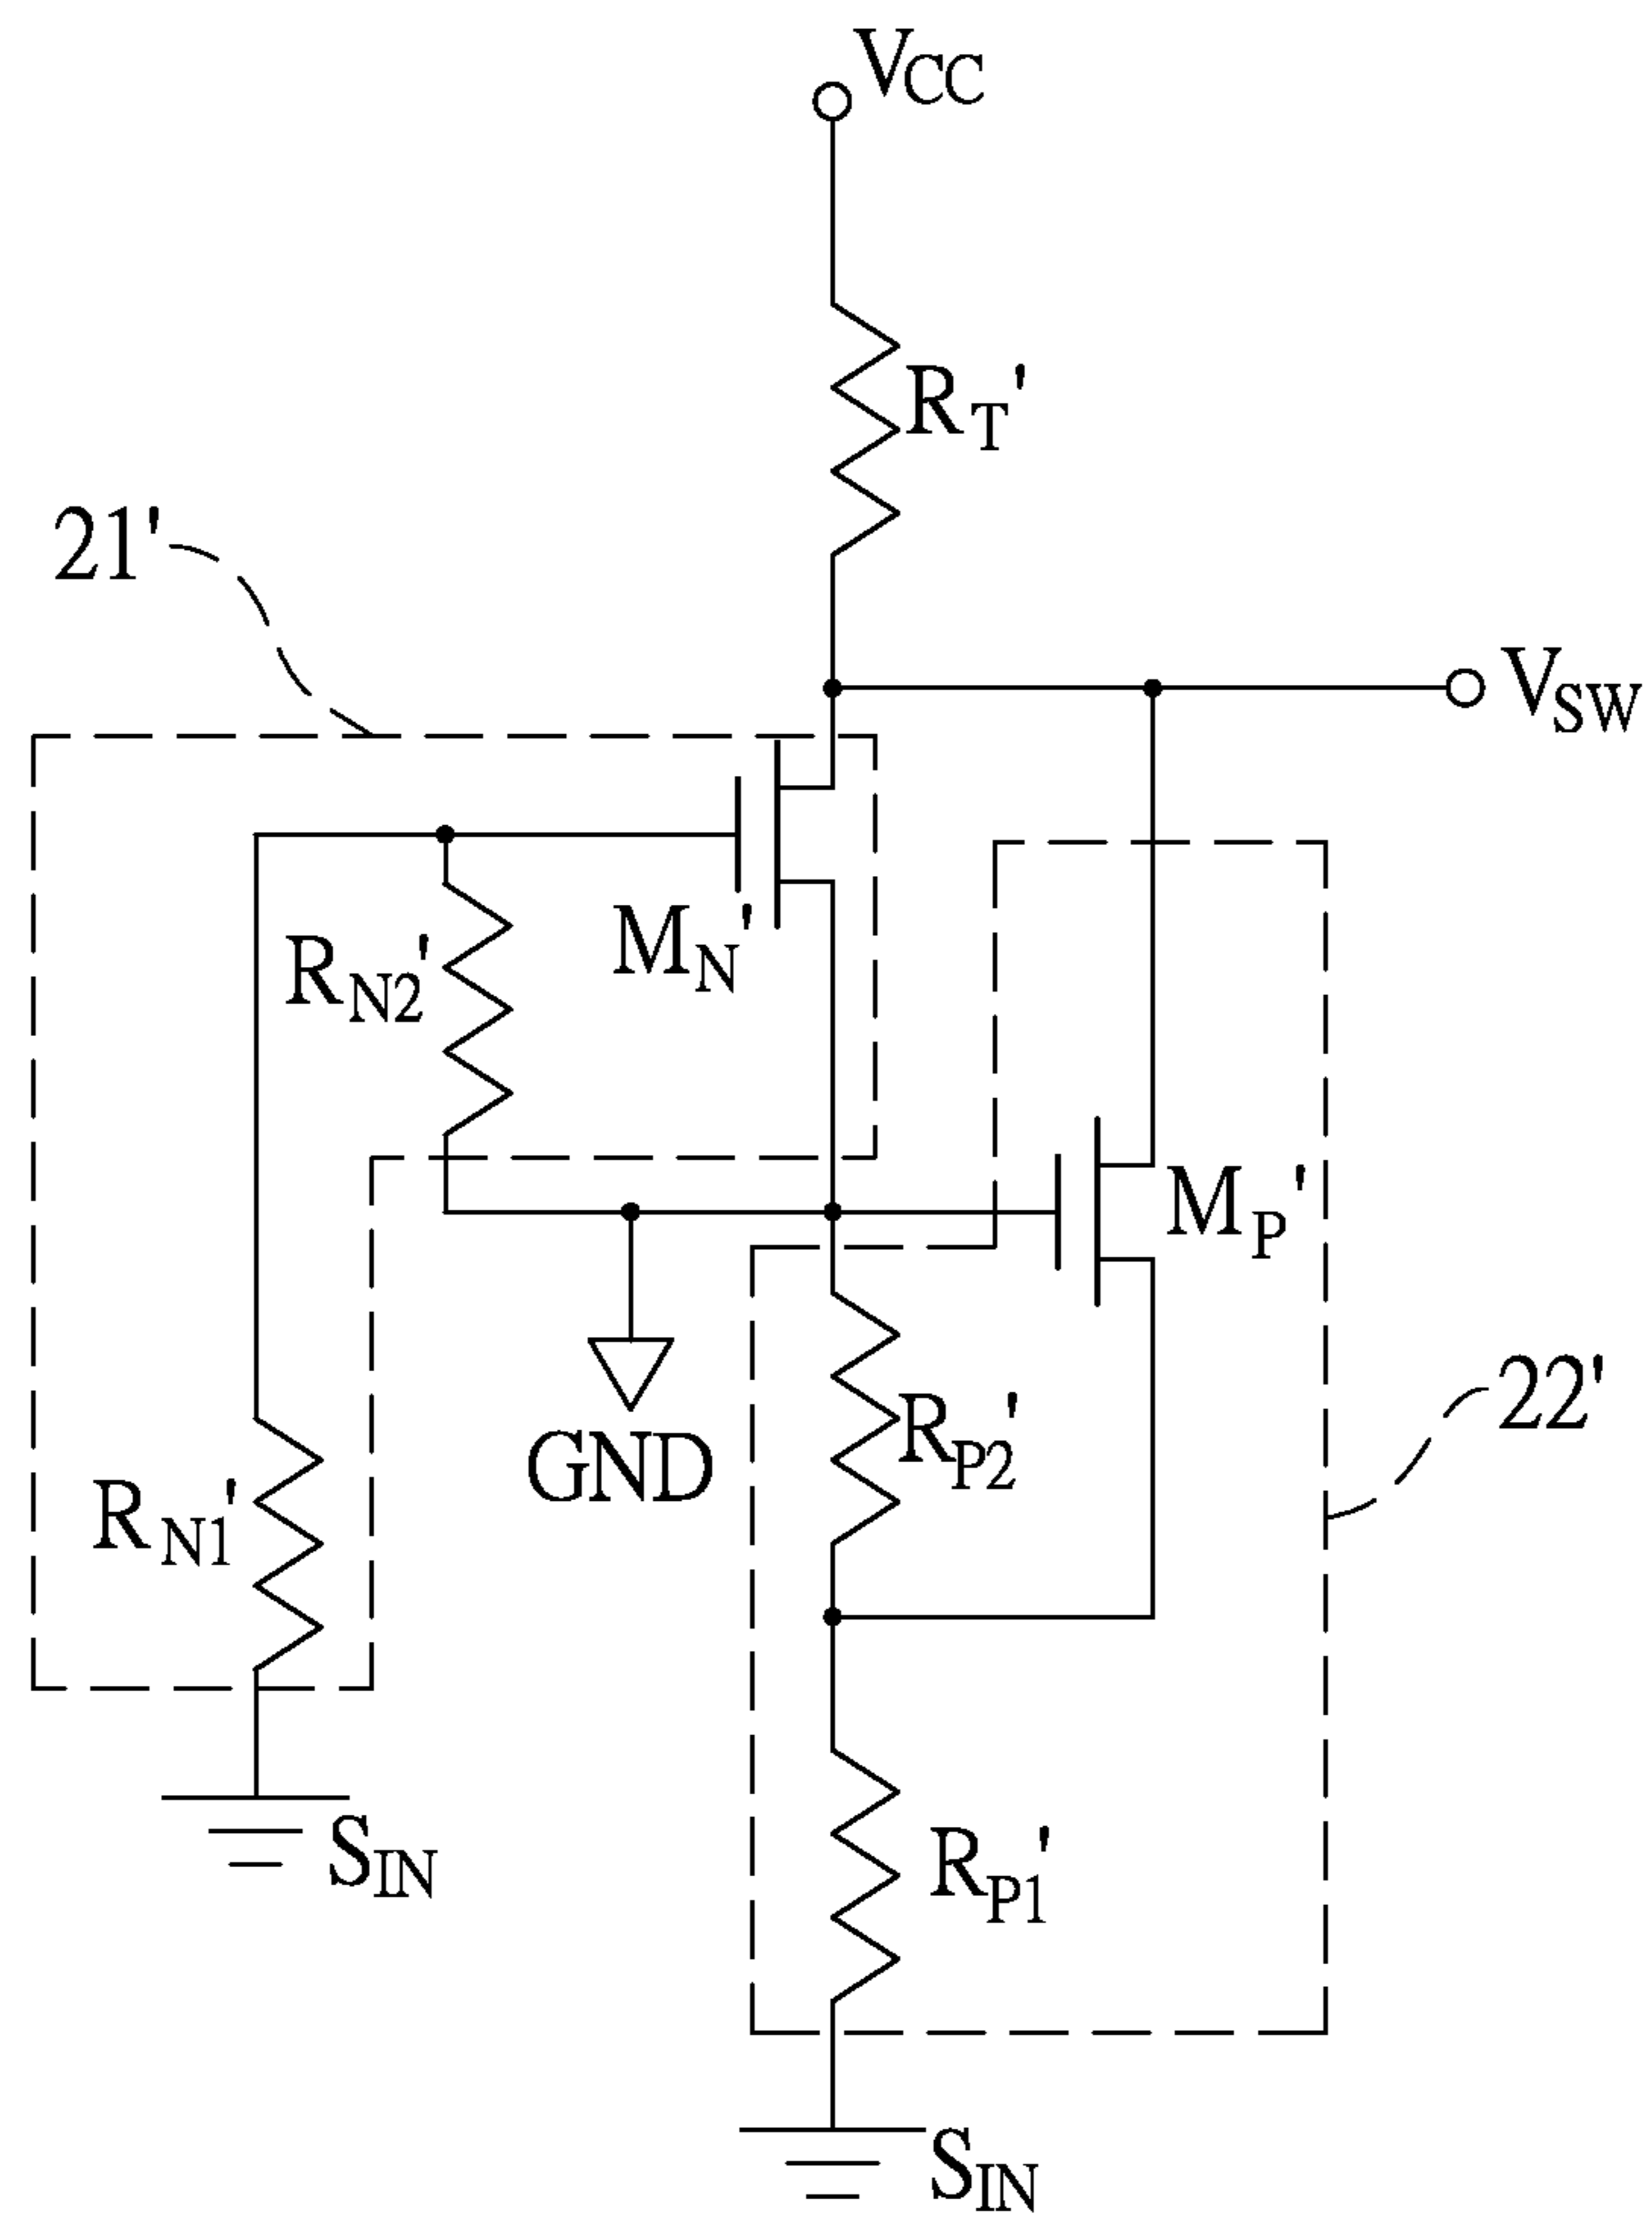 VCC
RT'
21'
VSW
MN'
RN2'
MP'
22'
RP2'
GND
RN1'
SIN
RP1'
SIN